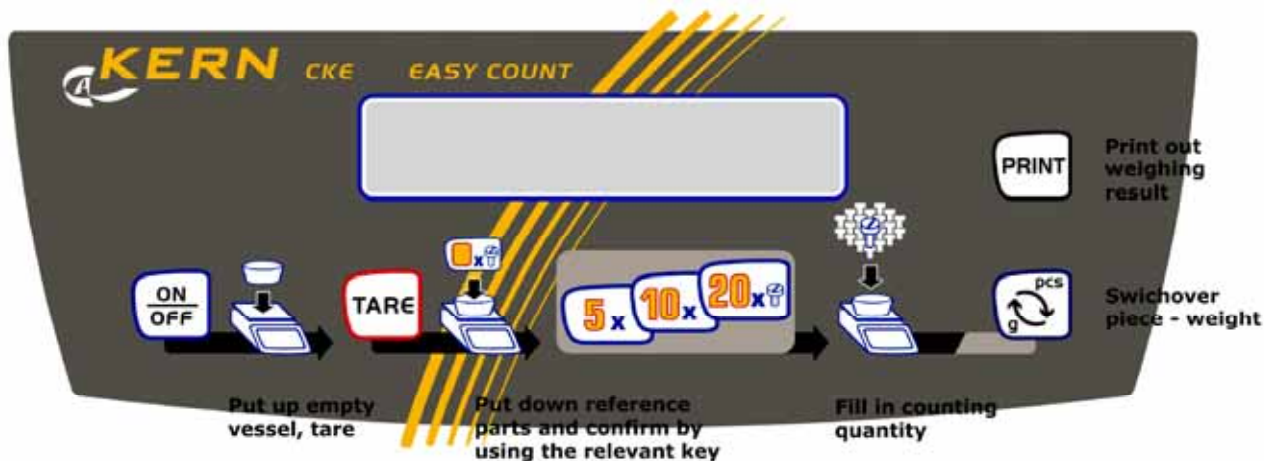 A
KERN CKE EASY COUNT
PRINT
Print out
weighing
result
0x
ON
OFF
TARE
5x
10x
20x
pcs
g
Swichover
piece - weight
Put up empty
vessel, tare
Put down reference
parts and confirm by
using the relevant key
Fill in counting
quantity